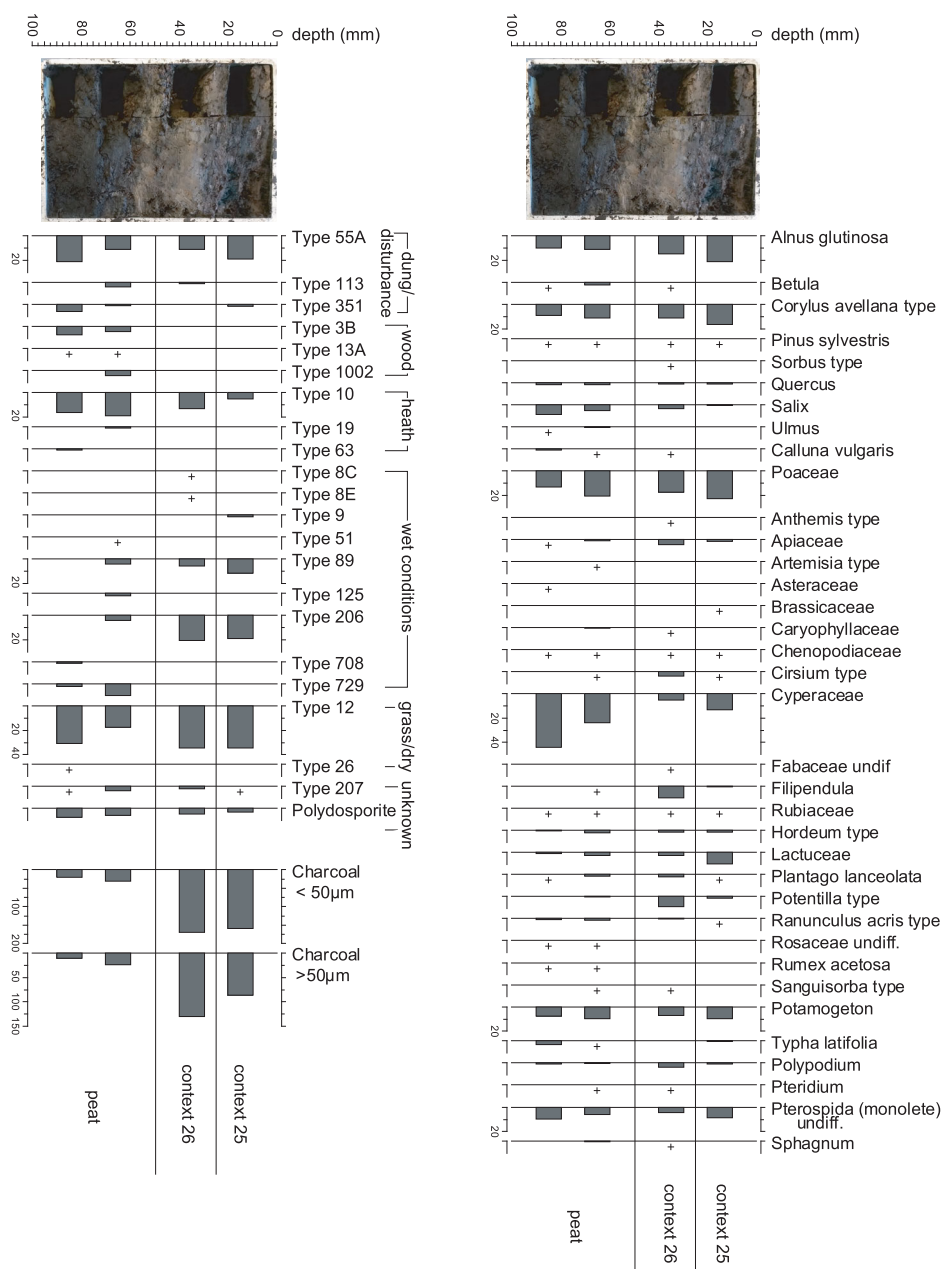 100
80
60
40
20
0
depth (mm)
20
Type 55A
Type 113
Type 351
Type 3B
Type 13A
Type 1002
20
Type 10
Type 19
Type 63
Type 8C
Type 8E
Type 9
Type 51
20
Type 89
Type 125
20
Type 206
Type 708
Type 729
20
40
Type 12
Type 26
Type 207
Polydosporite
dung/
disturbance
wood
heath
wet conditions
grass/dry
unknown
100
200
Charcoal
< 50µm
50
100
150
Charcoal
>50µm
peat
context 26
context 25
100
80
60
40
20
0
depth (mm)
20
Alnus glutinosa
Betula
20
Corylus avellana type
Pinus sylvestris
Sorbus type
Quercus
Salix
Ulmus
Calluna vulgaris
20
Poaceae
Anthemis type
Apiaceae
Artemisia type
Asteraceae
Brassicaceae
Caryophyllaceae
Chenopodiaceae
Cirsium type
20
40
Cyperaceae
Fabaceae undif
Filipendula
Rubiaceae
Hordeum type
Lactuceae
Plantago lanceolata
Potentilla type
Ranunculus acris type
Rosaceae undiff.
Rumex acetosa
Sanguisorba type
20
Potamogeton
Typha latifolia
Polypodium
Pteridium
20
Pterospida (monolete)
undiff.
Sphagnum
peat
context 26
context 25